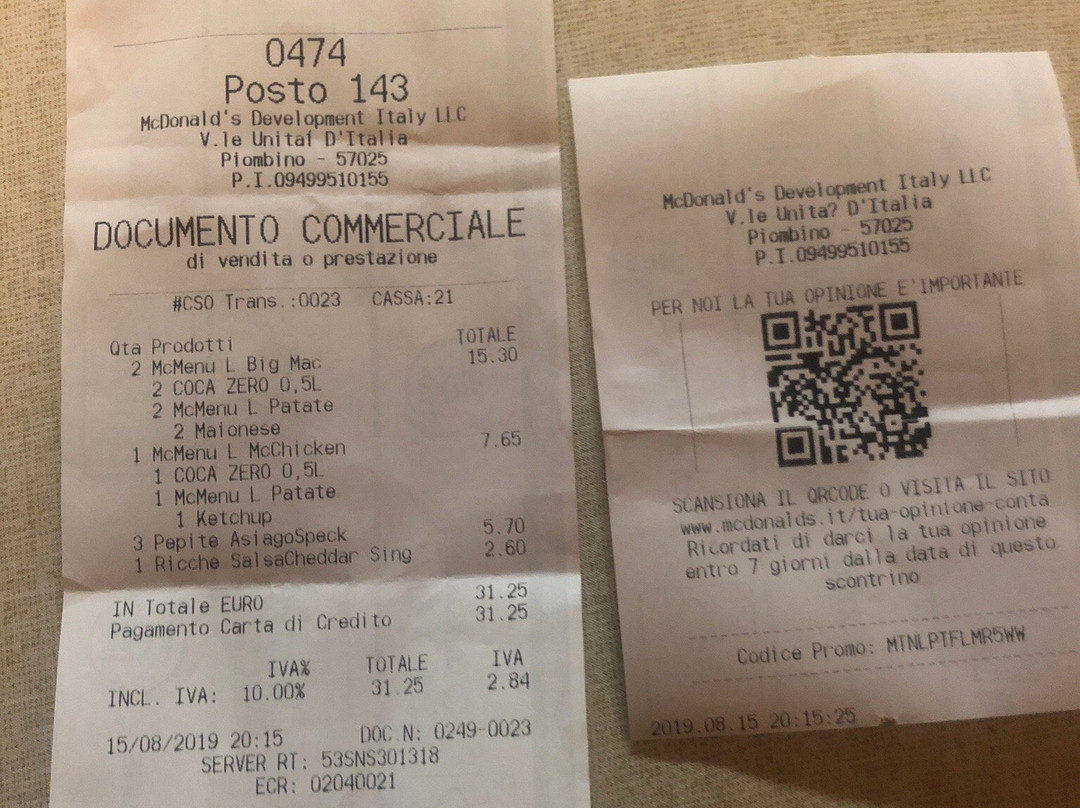 0474
Posto 143
McDonald's Development Italy LLC
V.le Unitaí D'Italia
Piombino - 57025
P.I.09499510155
DOCUMENTO COMMERCIALE
di vendita o prestazione
#CSO Trans.:0023 CASSA:21
Qta Prodotti TOTALE
2 McMenu L Big Mac 15.30
2 COCA ZERO 0,5L
2 McMenu L Patate
2 Maionese
1 McMenu L McChicken 7.65
1 COCA ZERO 0,5L
1 McMenu L Patate
1 Ketchup
3 Pepite AsiagoSpeck 5.70
1 Ricche SalsaCheddar Sing 2.60
IN Totale EURO 31.25
Pagamento Carta di Credito 31.25
IVA% TOTALE IVA
INCL. IVA: 10.00% 31.25 2.84
15/08/2019 20:15 DOC.N: 0249-0023
SERVER RT: 53SNS301318
ECR: 02040021
McDonald's Development Italy LLC
V.le Unita? D'Italia
Piombino - 57025
P.I.09499510155
PER NOI LA TUA OPINIONE E'IMPORTANTE
SCANSIONA IL QRCODE O VISITA IL SITO
www.mcdonalds.it/tua-opinione-conta
Ricordati di darci la tua opinione
entro 7 giorni dalla data di questo
scontrino
Codice Promo: MTNLPTFLMR5WW
2019.08.15 20:15:25